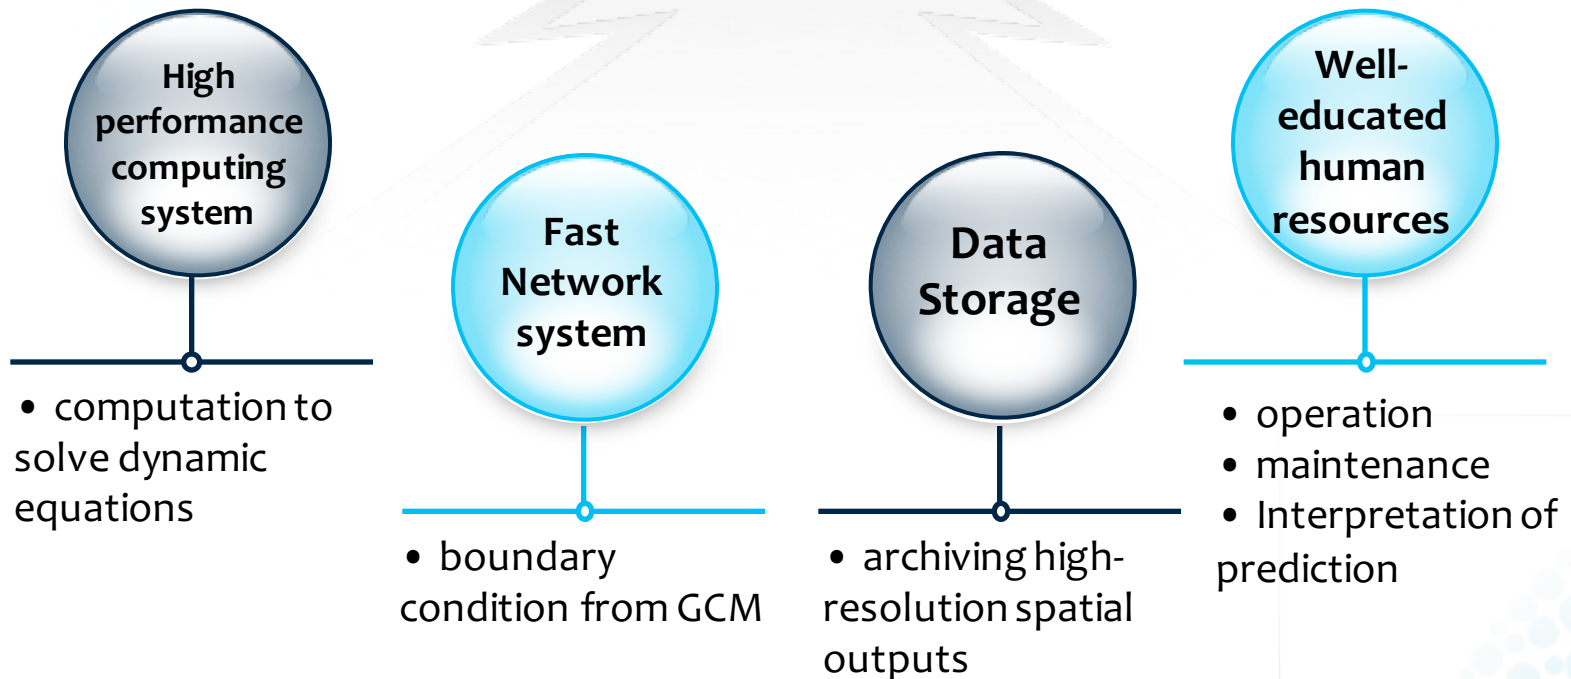 High
performance
computing
system
• computation to
solve dynamic
equations
Fast
Network
system
• boundary
condition from GCM
Data
Storage
• archiving high-
resolution spatial
outputs
Well-
educated
human
resources
• operation
• maintenance
• Interpretation of
prediction